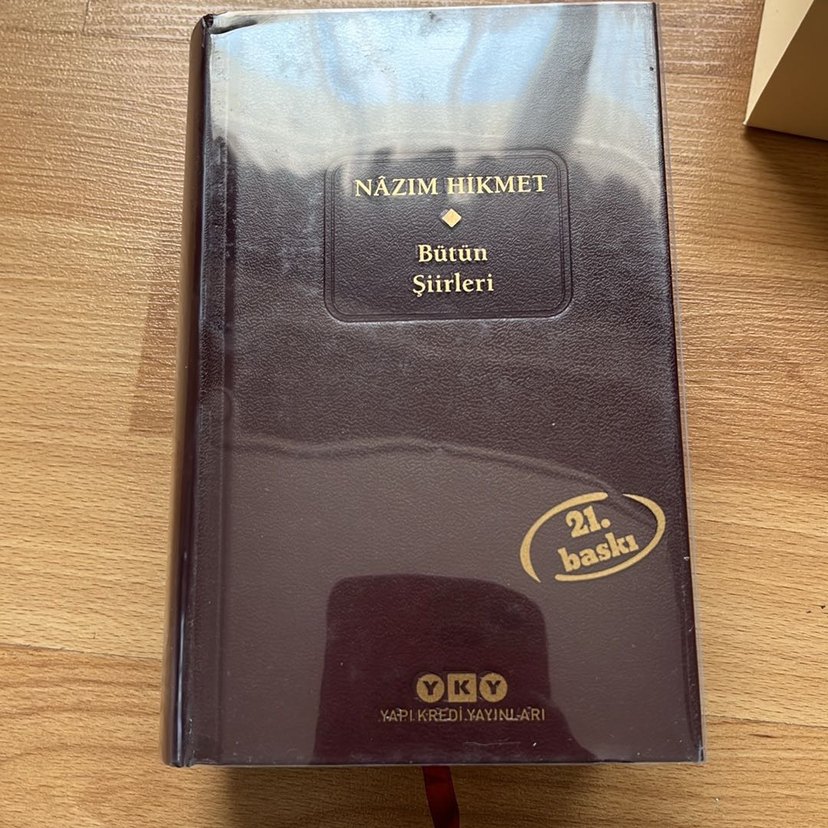 NÂZIM HİKMET
Bütün
Şiirleri
21.
baskı
YKY
YAPI KREDİ YAYINLARI